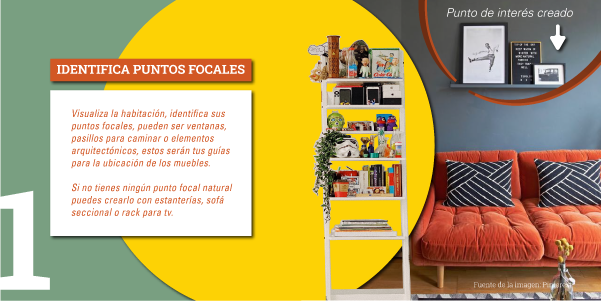 Punto de interés creado
IDENTIFICA PUNTOS FOCALES
Visualiza la habitación, identifica sus
puntos focales, pueden ser ventanas,
pasillos para caminar o elementos
arquitectónicos, estos serán tus guías
para la ubicación de los muebles.
Si no tienes ningún punto focal natural
puedes crearlo con estanterías, sofá
seccional o rack para tv.
1
Fuente de la imagen: Pinterest